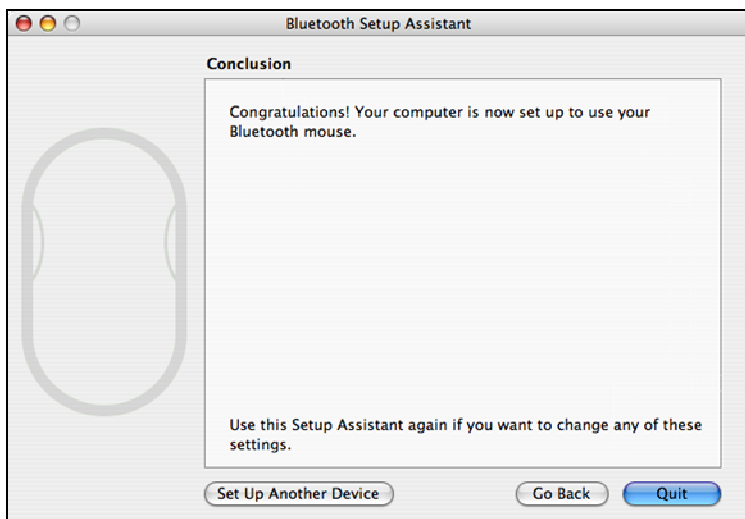 Bluetooth Setup Assistant
Conclusion
Congratulations! Your computer is now set up to use your
Bluetooth mouse.
Use this Setup Assistant again if you want to change any of these
settings.
Set Up Another Device
Go Back
Quit